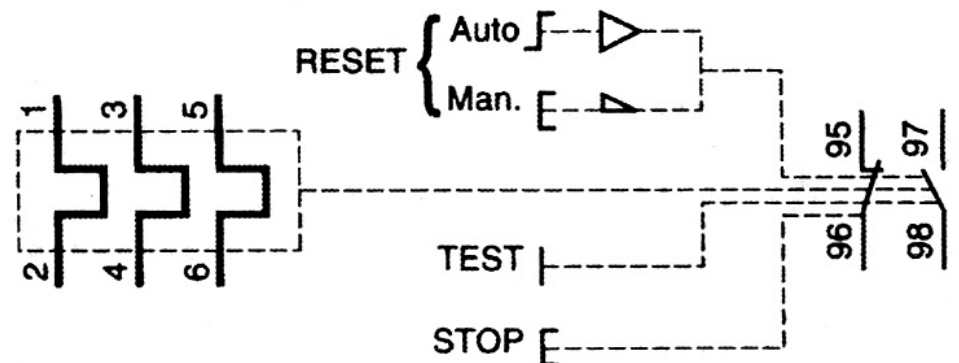 Auto
RESET
Man.
1 3 5
95 97
2 4 6
96 98
TEST
STOP